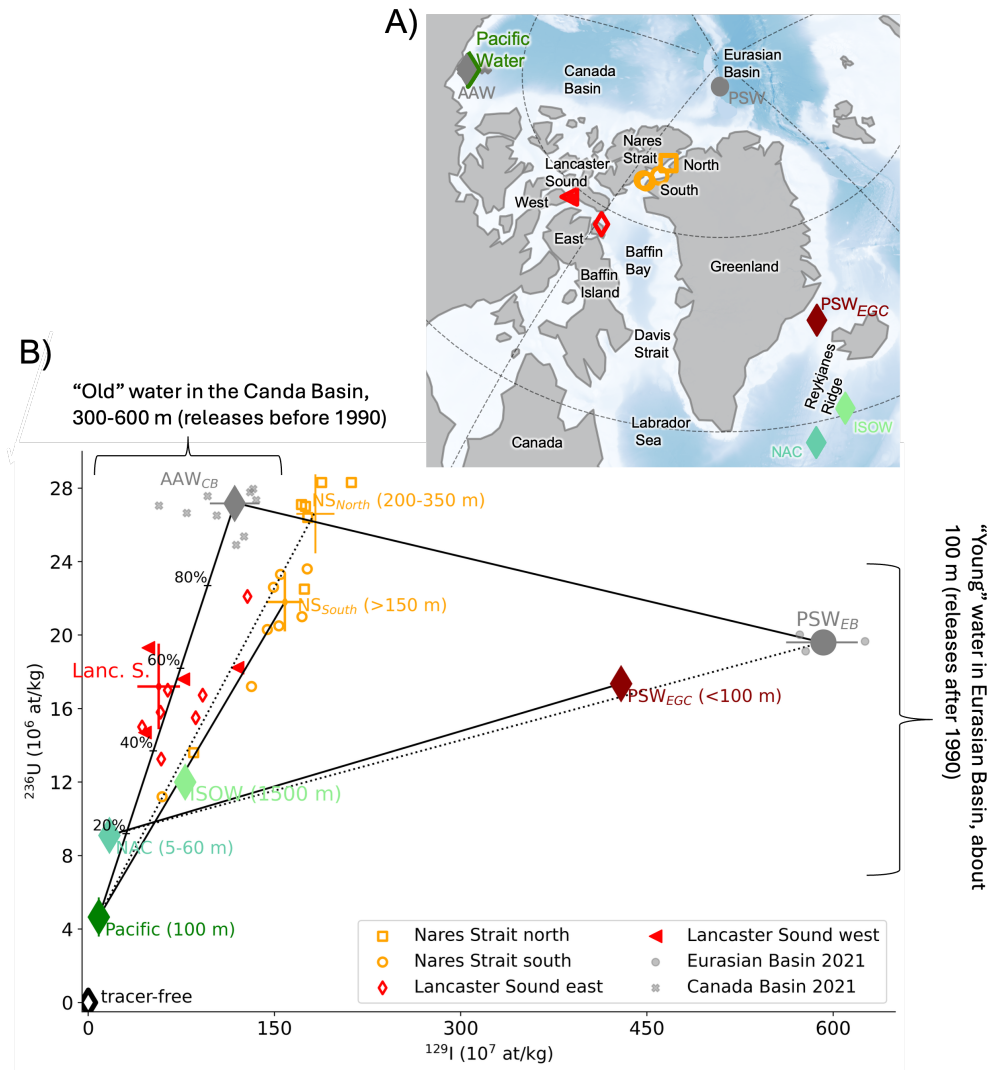 A)
Pacific
Water
AAW
Canada
Basin
Eurasian
Basin
PSW
Nares
Strait
North
South
Lancaster
Sound
West
East
Baffin
Bay
Baffin
Island
Greenland
PSW_EGC
Davis
Strait
Reykjanes
Ridge
ISOW
NAC
Labrador
Sea
Canada
B)
“Old” water in the Canda Basin,
300-600 m (releases before 1990)
“Young” water in Eurasian Basin, about
100 m (releases after 1990)
AAW_CB
NS_North (200-350 m)
80%
NS_South (>150 m)
PSW_EB
60%
Lanc. S.
PSW_EGC (<100 m)
40%
ISOW (1500 m)
20%
NAC (5-60 m)
Pacific (100 m)
tracer-free
28
24
20
16
12
8
4
0
²³⁶U (10⁶ at/kg)
0
150
300
450
600
¹²⁹I (10⁷ at/kg)
Nares Strait north
Nares Strait south
Lancaster Sound east
Lancaster Sound west
Eurasian Basin 2021
Canada Basin 2021